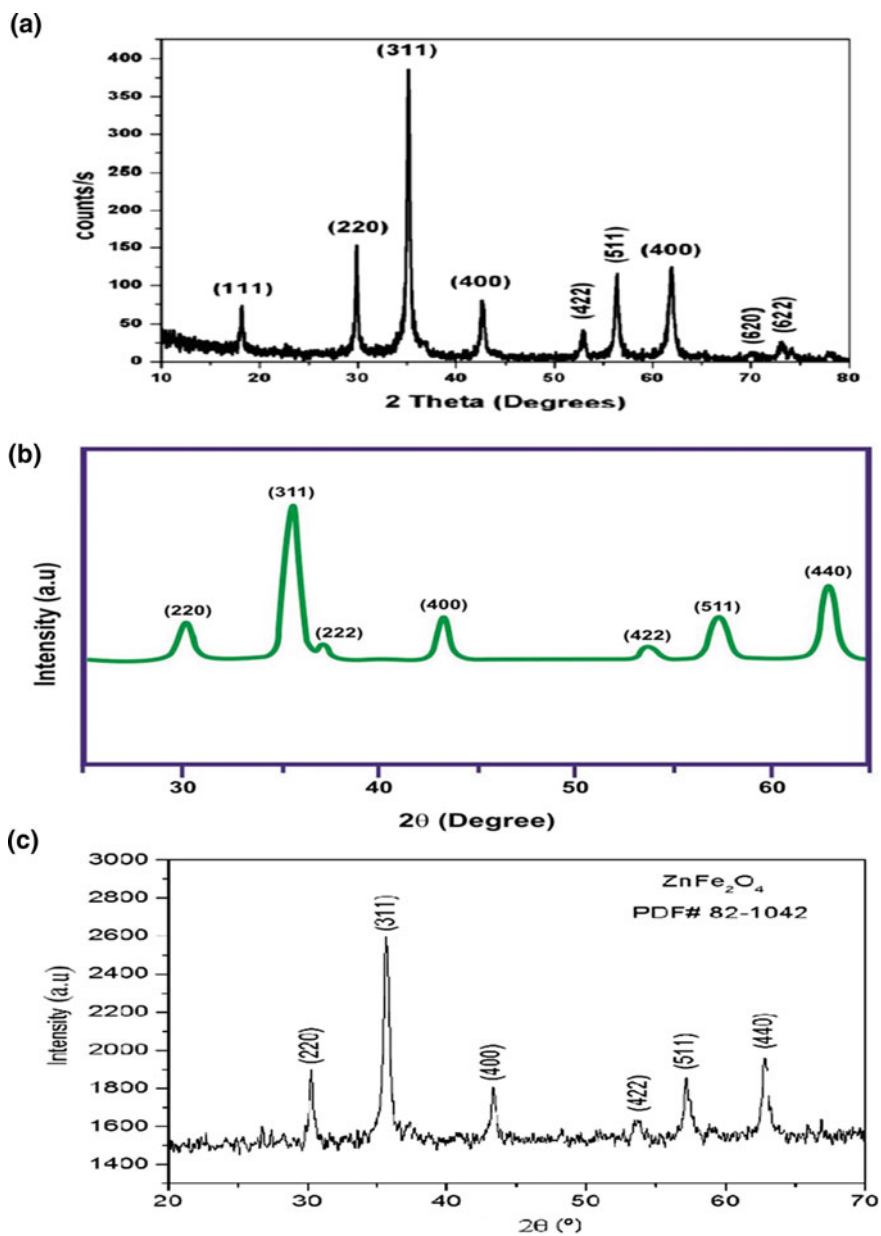 (a)
(311)
(220)
(111)
(400)
(422)
(511)
(400)
(620)
(622)
400
350
300
250
200
150
100
50
0
counts/s
10 20 30 40 50 60 70 80
2 Theta (Degrees)
(b)
(311)
(220)
(222)
(400)
(422)
(511)
(440)
Intensity (a.u)
30 40 50 60
2θ (Degree)
(c)
ZnFe2O4
PDF# 82-1042
(311)
(220)
(400)
(422)
(511)
(440)
3000
2800
2600
2400
2200
2000
1800
1600
1400
Intensity (a.u)
20 30 40 50 60 70
2θ (°)